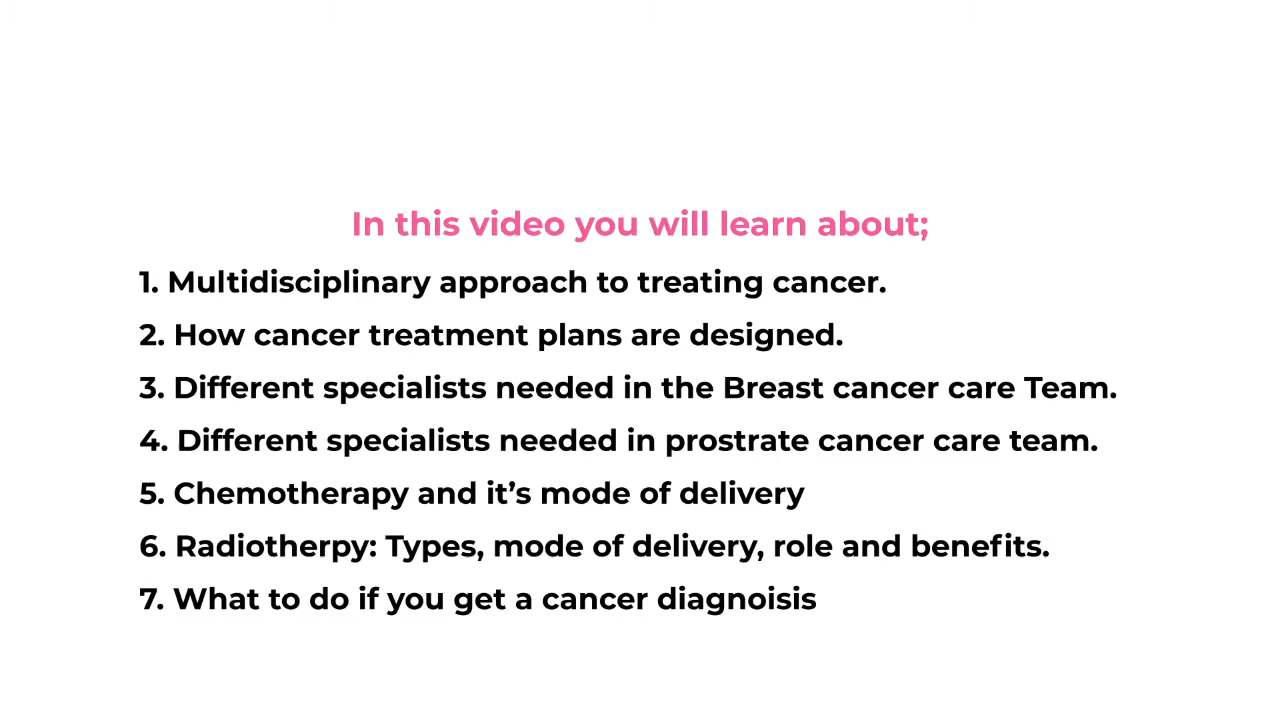 In this video you will learn about;
1. Multidisciplinary approach to treating cancer.
2. How cancer treatment plans are designed.
3. Different specialists needed in the Breast cancer care Team.
4. Different specialists needed in prostrate cancer care team.
5. Chemotherapy and it’s mode of delivery
6. Radiotherpy: Types, mode of delivery, role and benefits.
7. What to do if you get a cancer diagnoisis